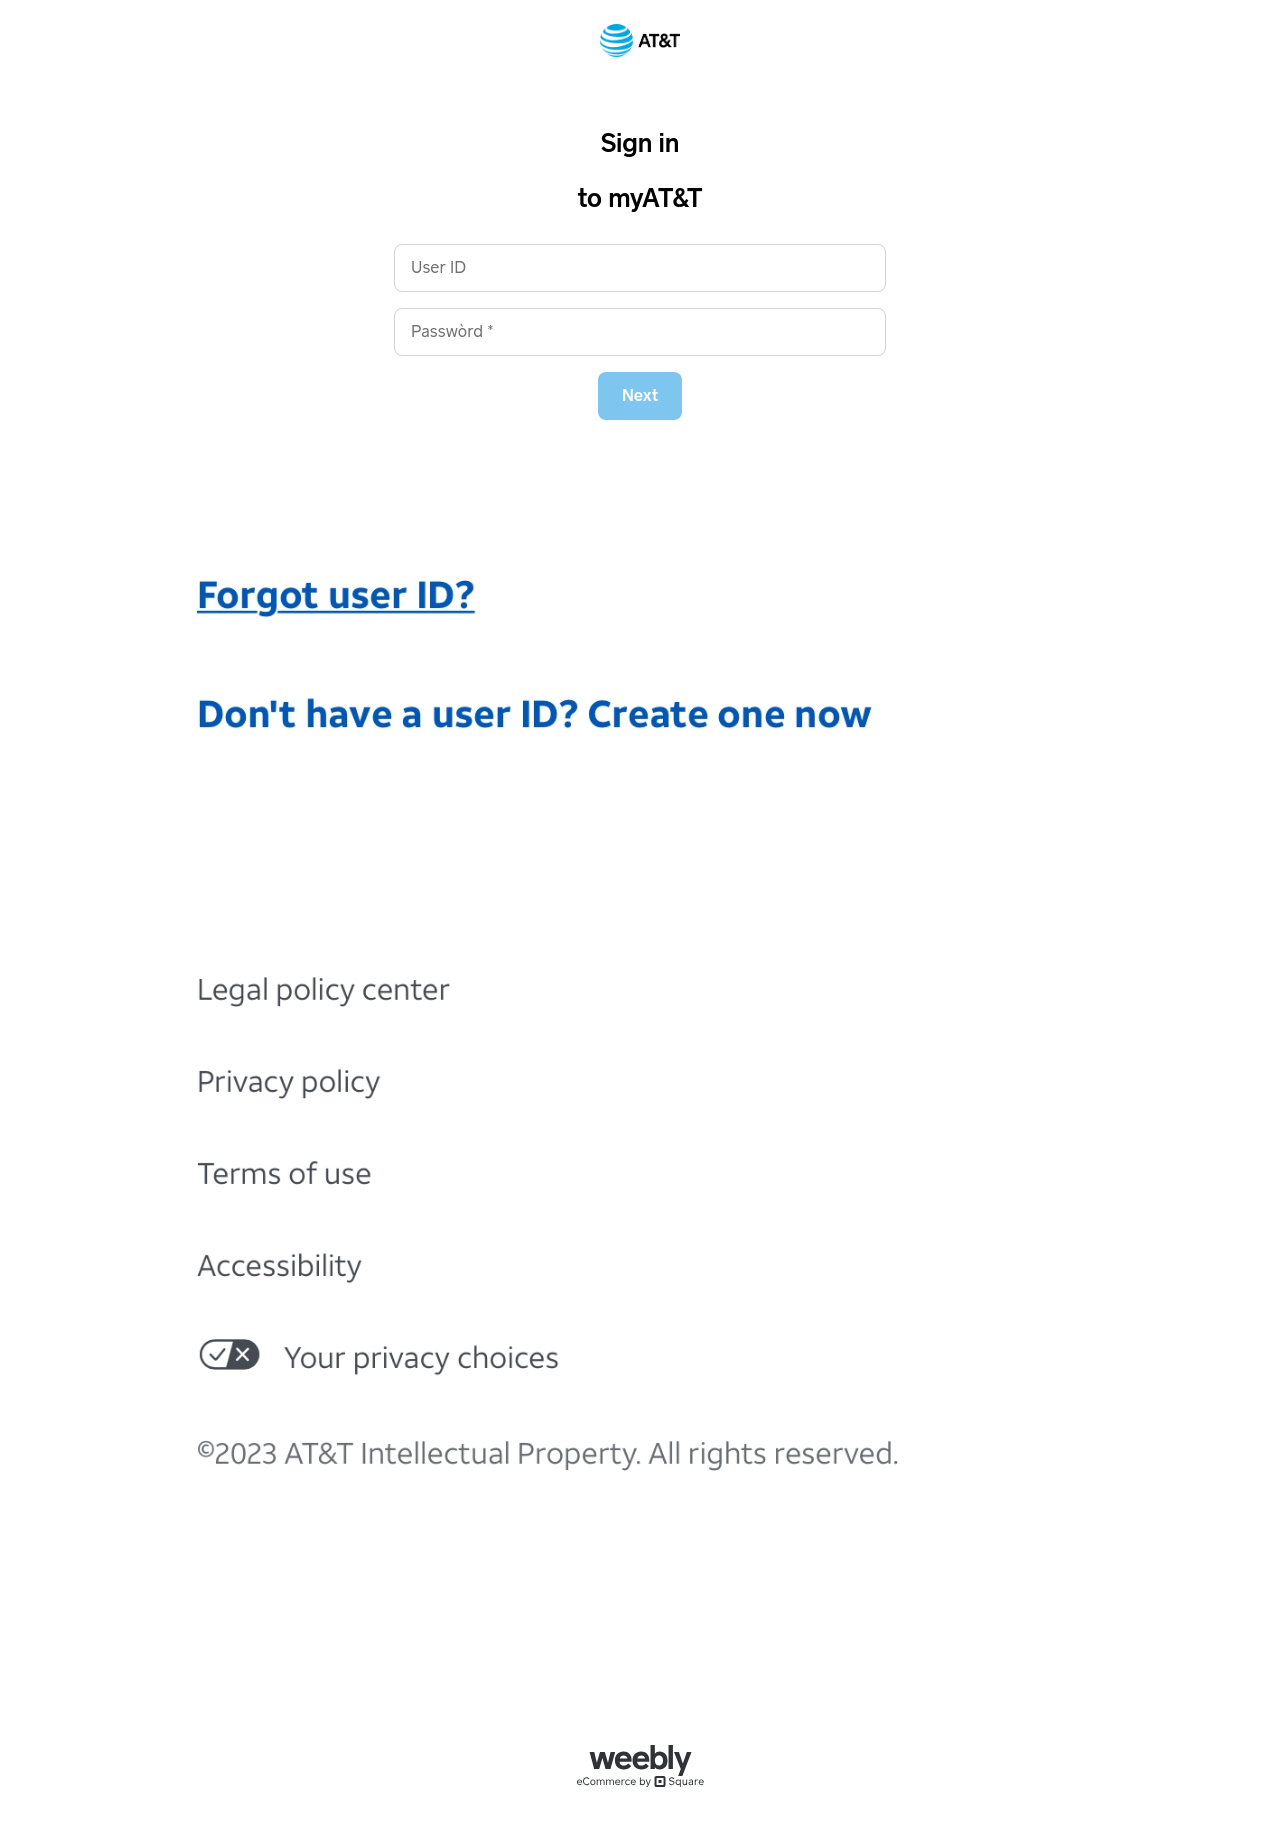 AT&T
Sign in
to myAT&T
User ID
Passwòrd *
Next
Forgot user ID?
Don't have a user ID? Create one now
Legal policy center
Privacy policy
Terms of use
Accessibility
Your privacy choices
©2023 AT&T Intellectual Property. All rights reserved.
weebly
eCommerce by Square